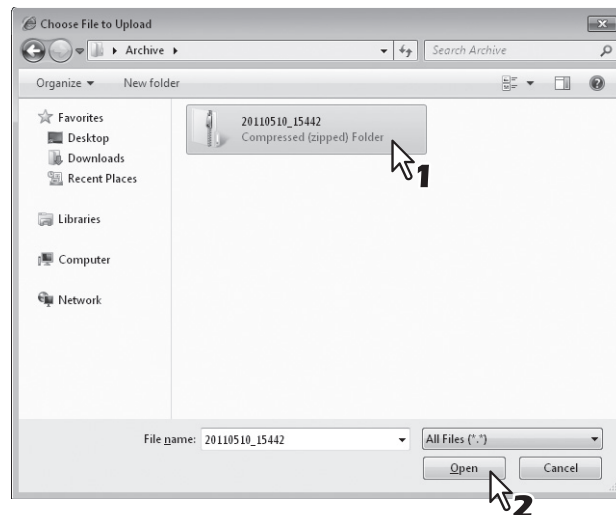 Choose File to Upload
Archive
Search Archive
Organize
New folder
Favorites
Desktop
Downloads
Recent Places
Libraries
Computer
Network
20110510_15442
Compressed (zipped) Folder
1
File name: 20110510_15442
All Files (*.*)
Open
Cancel
2